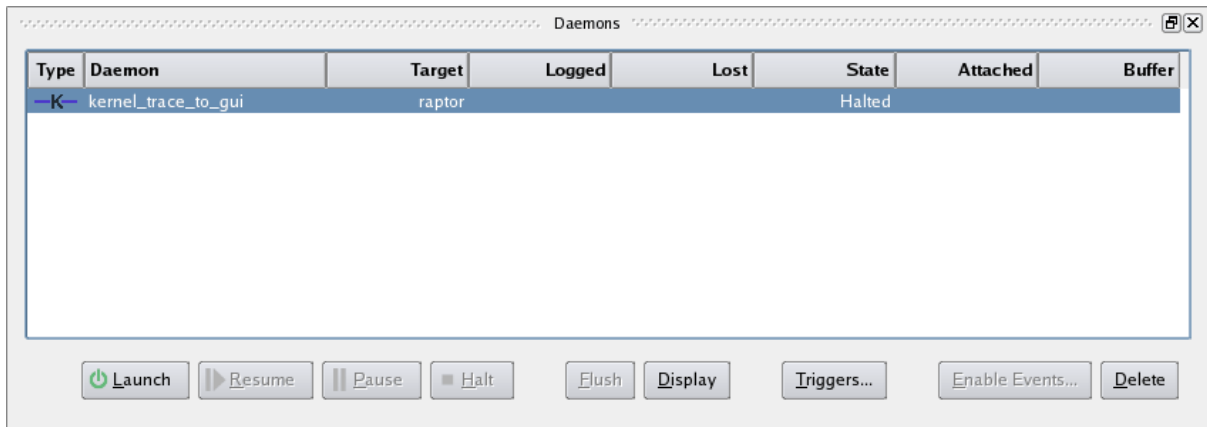 Daemons
Type Daemon Target Logged Lost State Attached Buffer
K kernel_trace_to_gui raptor Halted
Launch Resume Pause Halt Flush Display Triggers... Enable Events... Delete